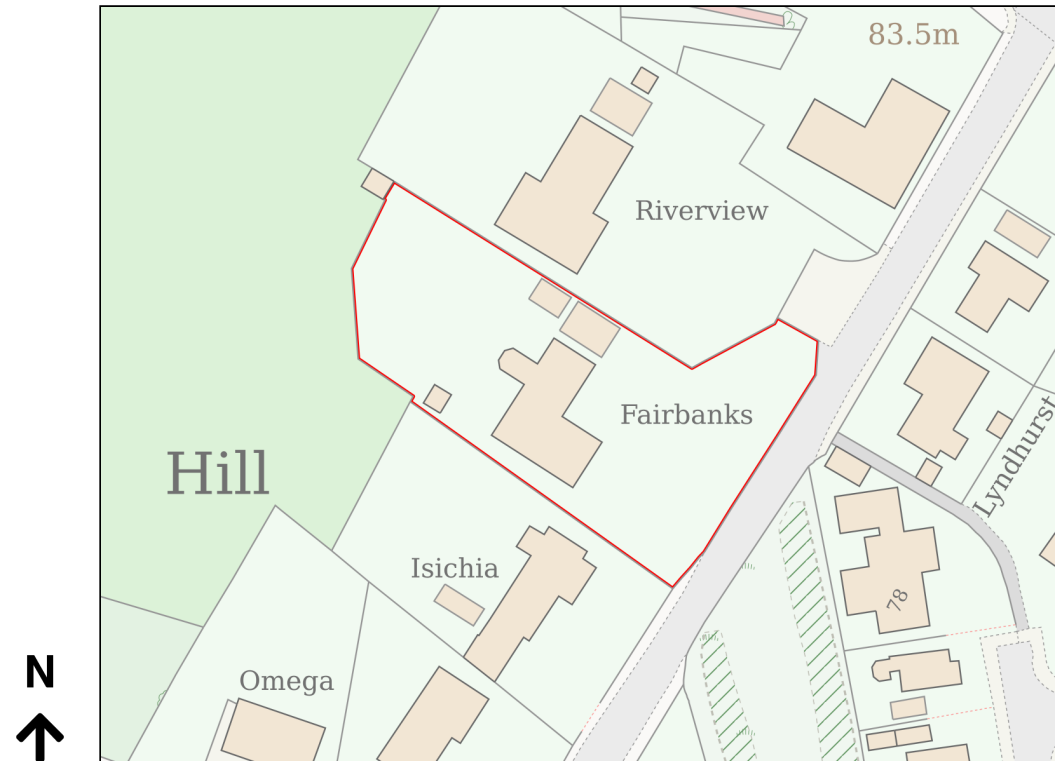 83.5m
Riverview
Fairbanks
Lyndhurst
Hill
Isichia
78
N
Omega